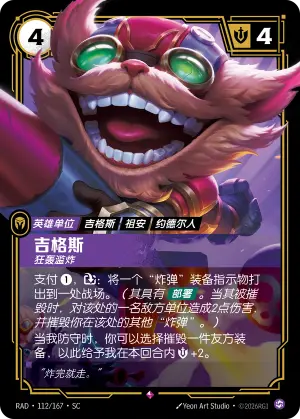 4
4
英雄单位 吉格斯 祖安 约德尔人
吉格斯
狂轰滥炸
支付1，：将一个“炸弹”装备指示物打
出到一处战场。（其具有 部署 。当其被摧
毁时，对该处的一名敌方单位造成2点伤害，
并摧毁你在该处的其他“炸弹”。）
当我防守时，你可以选择摧毁一件友方
装备，以此给予我在本回合内 +2。
“炸完就走。”
RAD · 112/167 · SC Yeon Art Studio · ©2026RGI